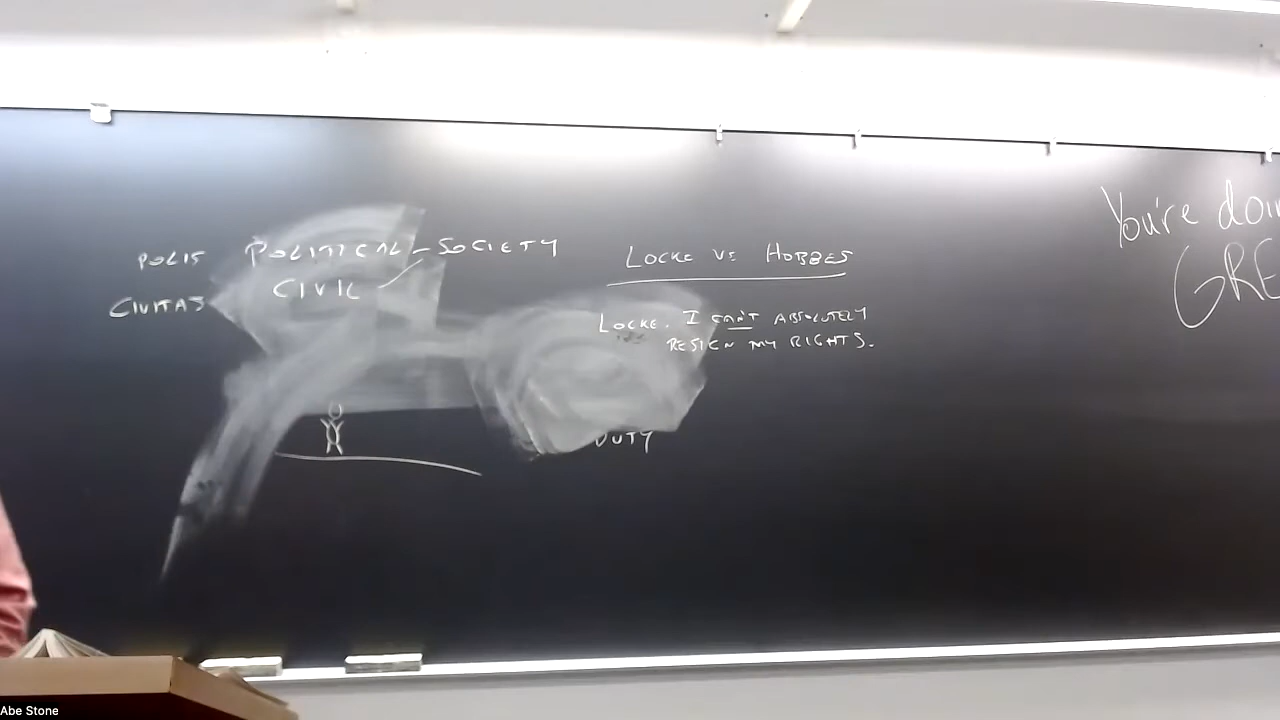 POLIS POLITICAL - SOCIETY
CIVITAS CIVIL
LOCKE VS HOBBES
LOCKE. I CAN'T ABSOLUTELY
RESIGN MY RIGHTS.
DUTY
You're doin
GRE
Abe Stone